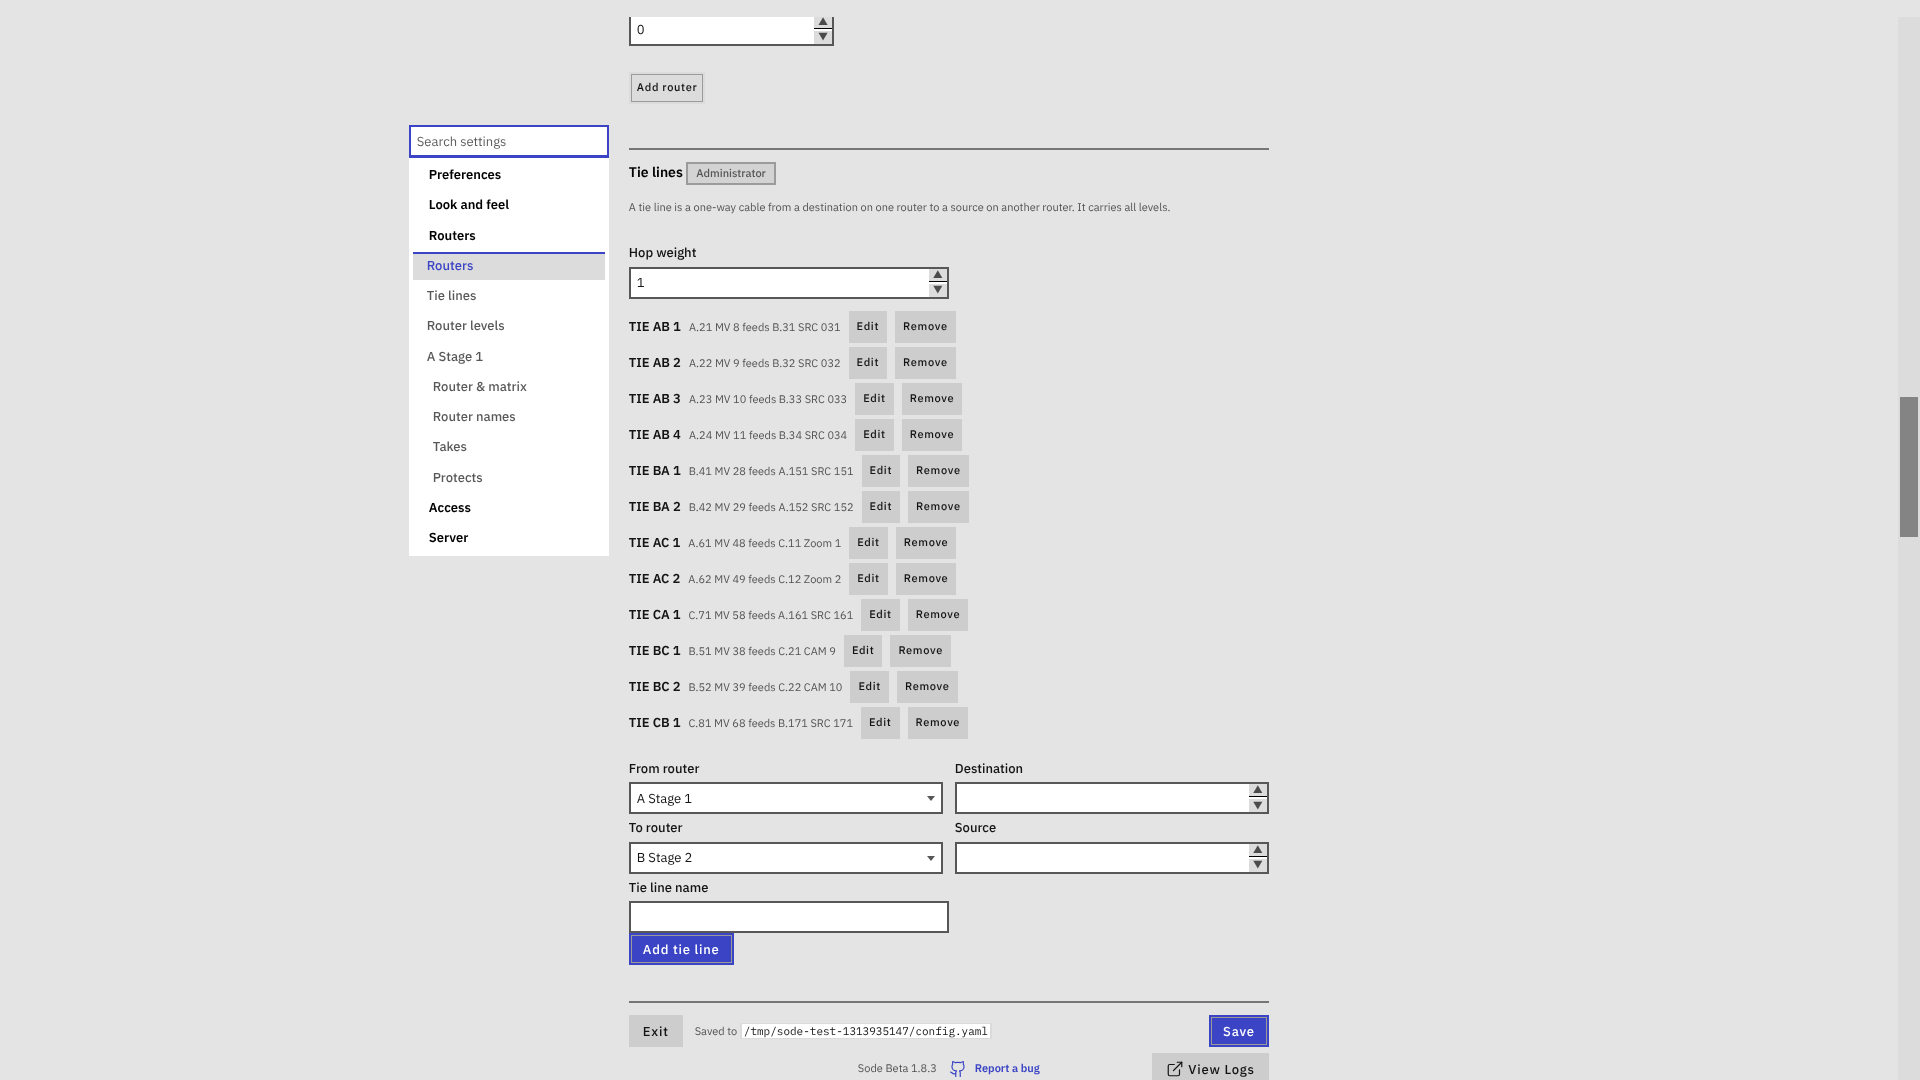 0
Add router
Search settings
Preferences
Look and feel
Routers
Routers
Tie lines
Router levels
A Stage 1
Router & matrix
Router names
Takes
Protects
Access
Server
Tie lines Administrator
A tie line is a one-way cable from a destination on one router to a source on another router. It carries all levels.
Hop weight
1
TIE AB 1 A.21 MV 8 feeds B.31 SRC 031 Edit Remove
TIE AB 2 A.22 MV 9 feeds B.32 SRC 032 Edit Remove
TIE AB 3 A.23 MV 10 feeds B.33 SRC 033 Edit Remove
TIE AB 4 A.24 MV 11 feeds B.34 SRC 034 Edit Remove
TIE BA 1 B.41 MV 28 feeds A.151 SRC 151 Edit Remove
TIE BA 2 B.42 MV 29 feeds A.152 SRC 152 Edit Remove
TIE AC 1 A.61 MV 48 feeds C.11 Zoom 1 Edit Remove
TIE AC 2 A.62 MV 49 feeds C.12 Zoom 2 Edit Remove
TIE CA 1 C.71 MV 58 feeds A.161 SRC 161 Edit Remove
TIE BC 1 B.51 MV 38 feeds C.21 CAM 9 Edit Remove
TIE BC 2 B.52 MV 39 feeds C.22 CAM 10 Edit Remove
TIE CB 1 C.81 MV 68 feeds B.171 SRC 171 Edit Remove
From router Destination
A Stage 1
To router Source
B Stage 2
Tie line name
Add tie line
Exit Saved to /tmp/sode-test-1313935147/config.yaml Save
Sode Beta 1.8.3 Report a bug View Logs